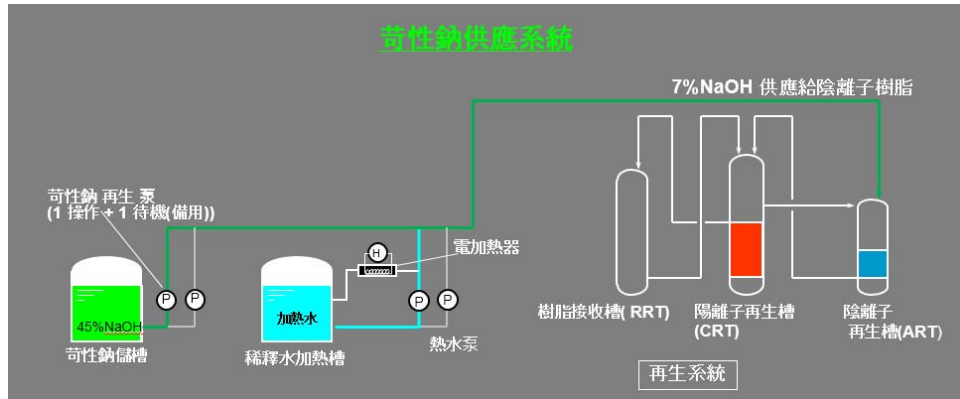 苛性鈉供應系統
7%NaOH 供應給陰離子樹脂
苛性鈉 再生 泵
(1 操作 + 1 待機(備用))
H
電加熱器
P
P
P
P
45%NaOH
加熱水
苛性鈉儲槽
稀釋水加熱槽
熱水泵
樹脂接收槽( RRT)
陽離子再生槽
(CRT)
陰離子
再生槽(ART)
再生系統